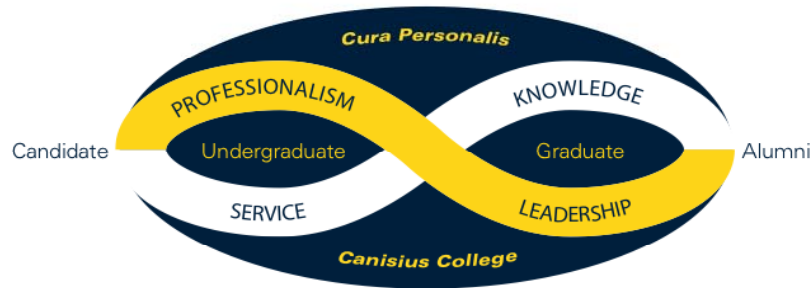 Cura Personalis
PROFESSIONALISM
KNOWLEDGE
Candidate
Undergraduate
Graduate
Alumni
SERVICE
LEADERSHIP
Canisius College